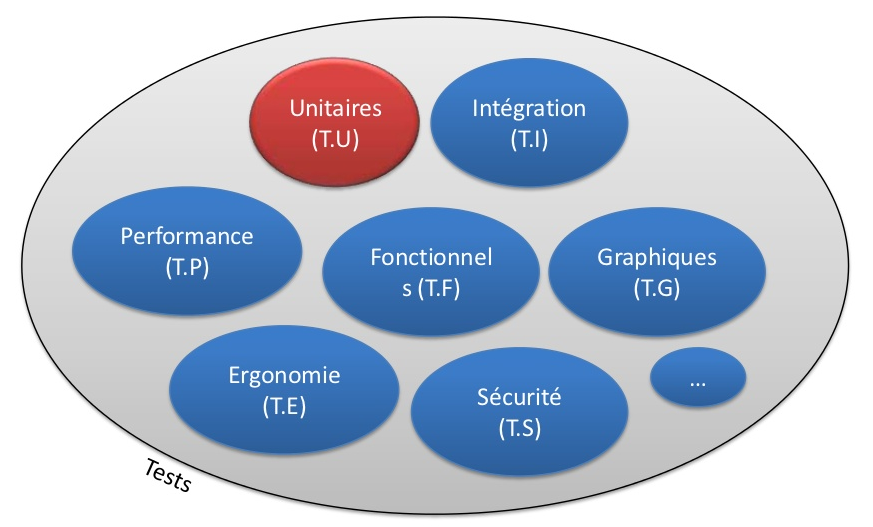 Unitaires
(T.U)
Intégration
(T.I)
Performance
(T.P)
Fonctionnel
s (T.F)
Graphiques
(T.G)
Ergonomie
(T.E)
Sécurité
(T.S)
...
Tests